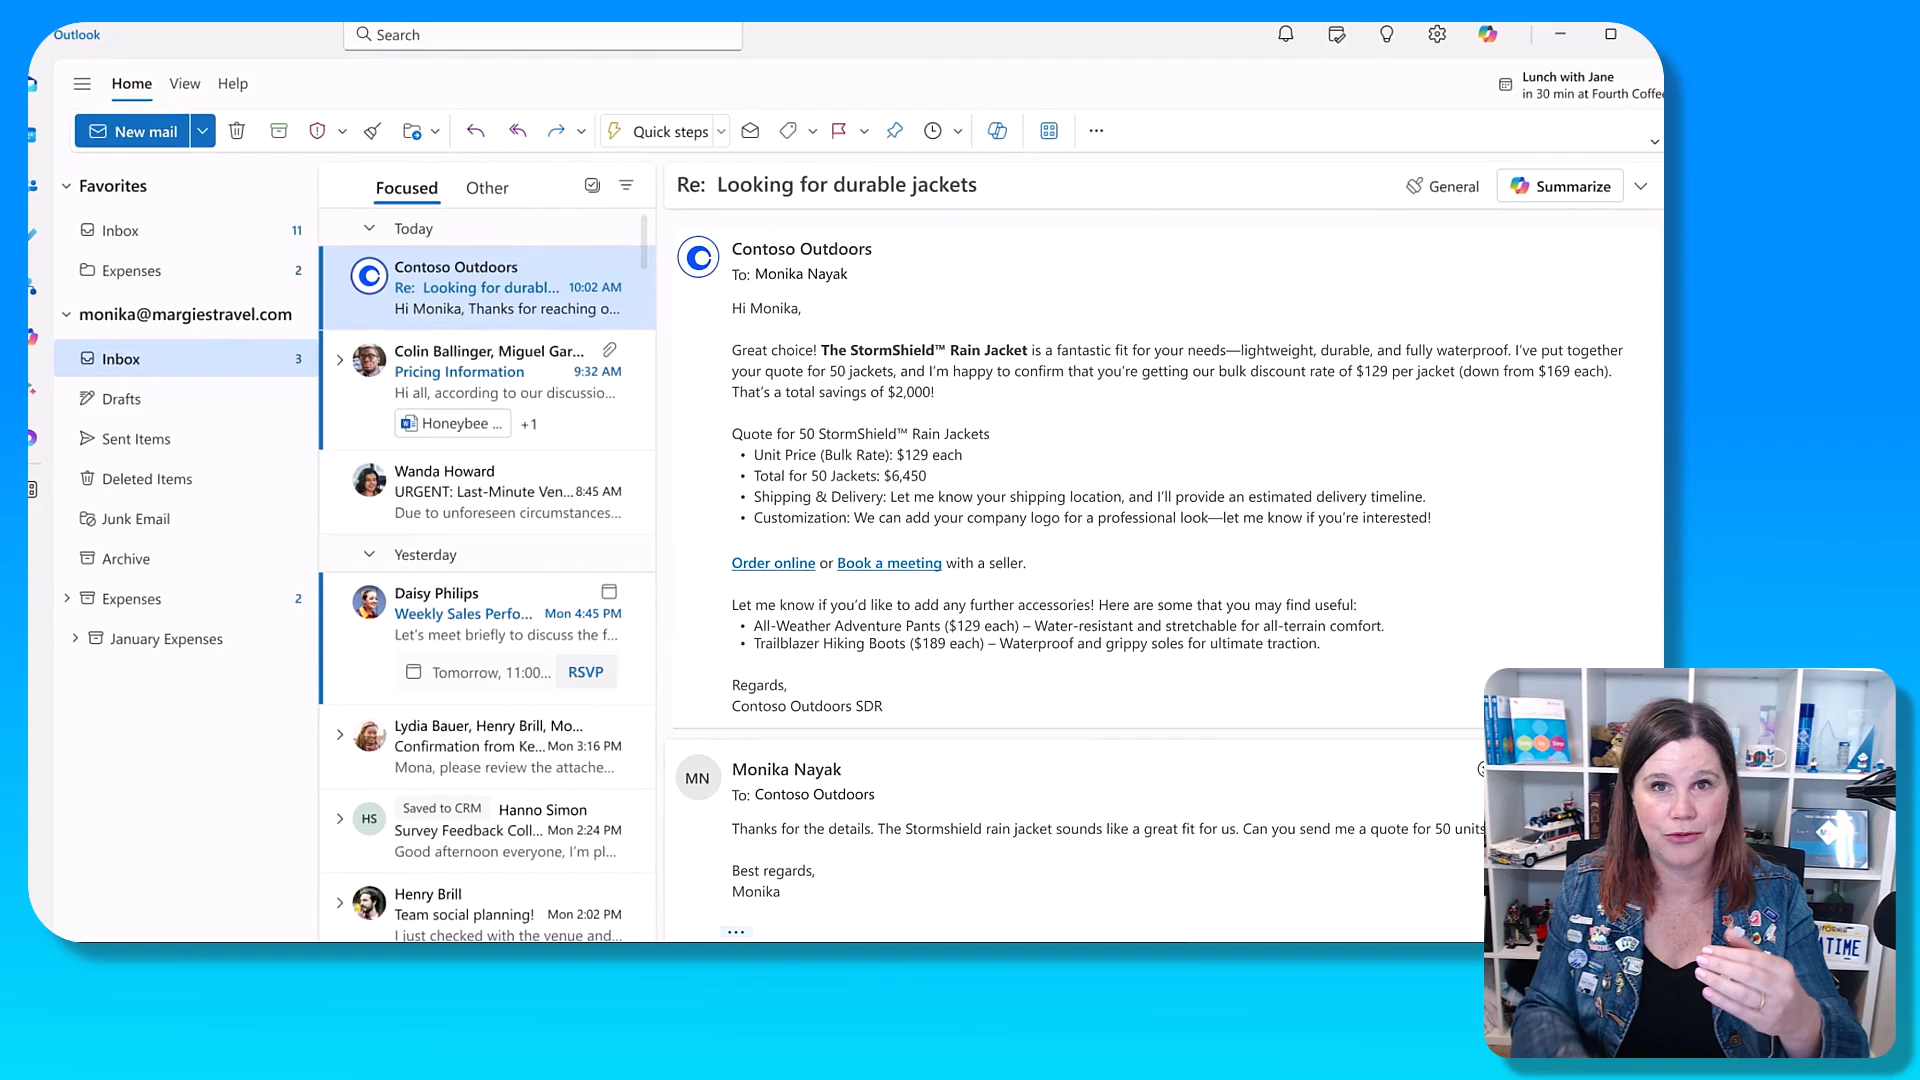 Outlook
Search
Home View Help
Lunch with Jane
in 30 min at Fourth Coffee
New mail
Quick steps
Favorites
Inbox 11
Expenses 2
monika@margiestravel.com
Inbox 3
Drafts
Sent Items
Deleted Items
Junk Email
Archive
Expenses 2
January Expenses
Focused Other
Today
Contoso Outdoors
Re: Looking for durabl... 10:02 AM
Hi Monika, Thanks for reaching o...
Colin Ballinger, Miguel Gar...
Pricing Information 9:32 AM
Hi all, according to our discussio...
Honeybee ... +1
Wanda Howard
URGENT: Last-Minute Ven... 8:45 AM
Due to unforeseen circumstances...
Yesterday
Daisy Philips
Weekly Sales Perfo... Mon 4:45 PM
Let's meet briefly to discuss the f...
Tomorrow, 11:00... RSVP
Lydia Bauer, Henry Brill, Mo...
Confirmation from Ke... Mon 3:16 PM
Mona, please review the attache...
HS
Saved to CRM Hanno Simon
Survey Feedback Coll... Mon 2:24 PM
Good afternoon everyone, I'm pl...
Henry Brill
Team social planning! Mon 2:02 PM
I just checked with the venue and...
Re: Looking for durable jackets
General
Summarize
Contoso Outdoors
To: Monika Nayak
Hi Monika,
Great choice! The StormShield™ Rain Jacket is a fantastic fit for your needs—lightweight, durable, and fully waterproof. I've put together
your quote for 50 jackets, and I'm happy to confirm that you're getting our bulk discount rate of $129 per jacket (down from $169 each).
That's a total savings of $2,000!
Quote for 50 StormShield™ Rain Jackets
• Unit Price (Bulk Rate): $129 each
• Total for 50 Jackets: $6,450
• Shipping & Delivery: Let me know your shipping location, and I'll provide an estimated delivery timeline.
• Customization: We can add your company logo for a professional look—let me know if you're interested!
Order online or Book a meeting with a seller.
Let me know if you'd like to add any further accessories! Here are some that you may find useful:
• All-Weather Adventure Pants ($129 each) – Water-resistant and stretchable for all-terrain comfort.
• Trailblazer Hiking Boots ($189 each) – Waterproof and grippy soles for ultimate traction.
Regards,
Contoso Outdoors SDR
MN
Monika Nayak
To: Contoso Outdoors
Thanks for the details. The Stormshield rain jacket sounds like a great fit for us. Can you send me a quote for 50 units
Best regards,
Monika
...
ATIME